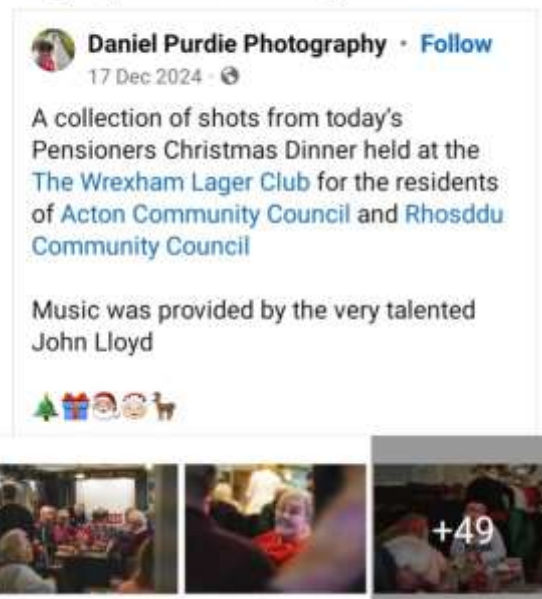 Daniel Purdie Photography · Follow
17 Dec 2024 ·
A collection of shots from today's
Pensioners Christmas Dinner held at the
The Wrexham Lager Club for the residents
of Acton Community Council and Rhosddu
Community Council
Music was provided by the very talented
John Lloyd
🎄🎁🎅🤶🦌
+49